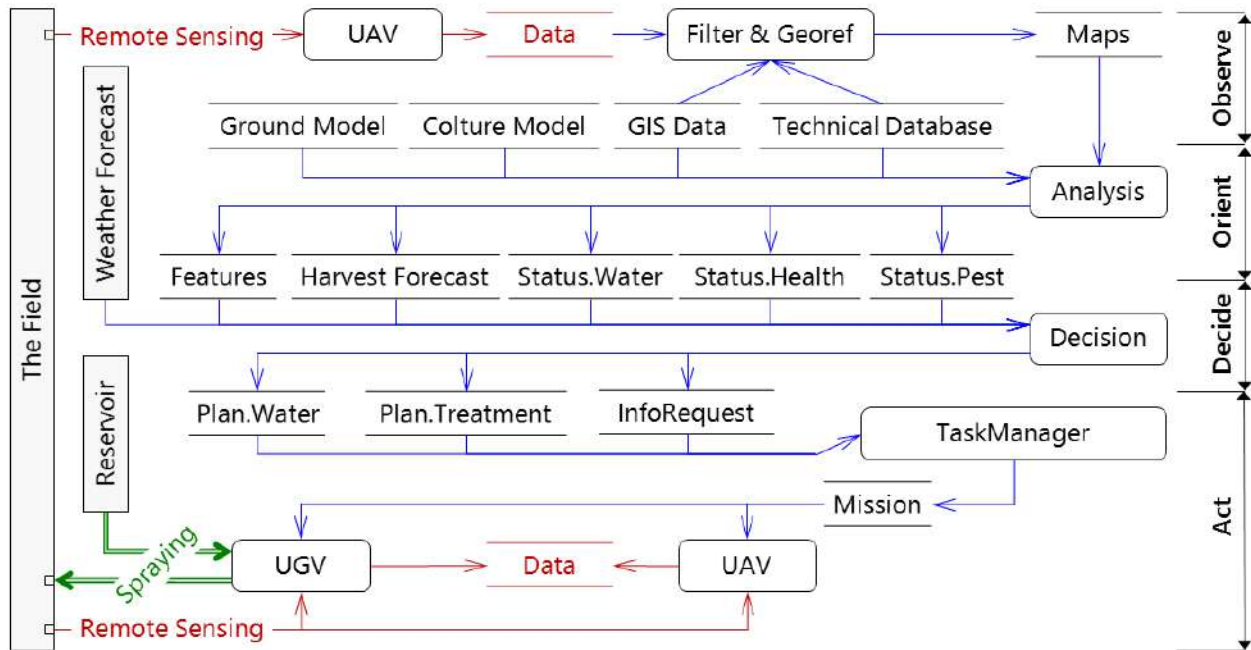 Remote Sensing
UAV
Data
Filter & Georef
Maps
Observe
Ground Model
Colture Model
GIS Data
Technical Database
Weather Forecast
Analysis
Orient
Features
Harvest Forecast
Status.Water
Status.Health
Status.Pest
The Field
Decision
Decide
Reservoir
Plan.Water
Plan.Treatment
InfoRequest
TaskManager
Mission
Act
Spraying
UGV
Data
UAV
Remote Sensing